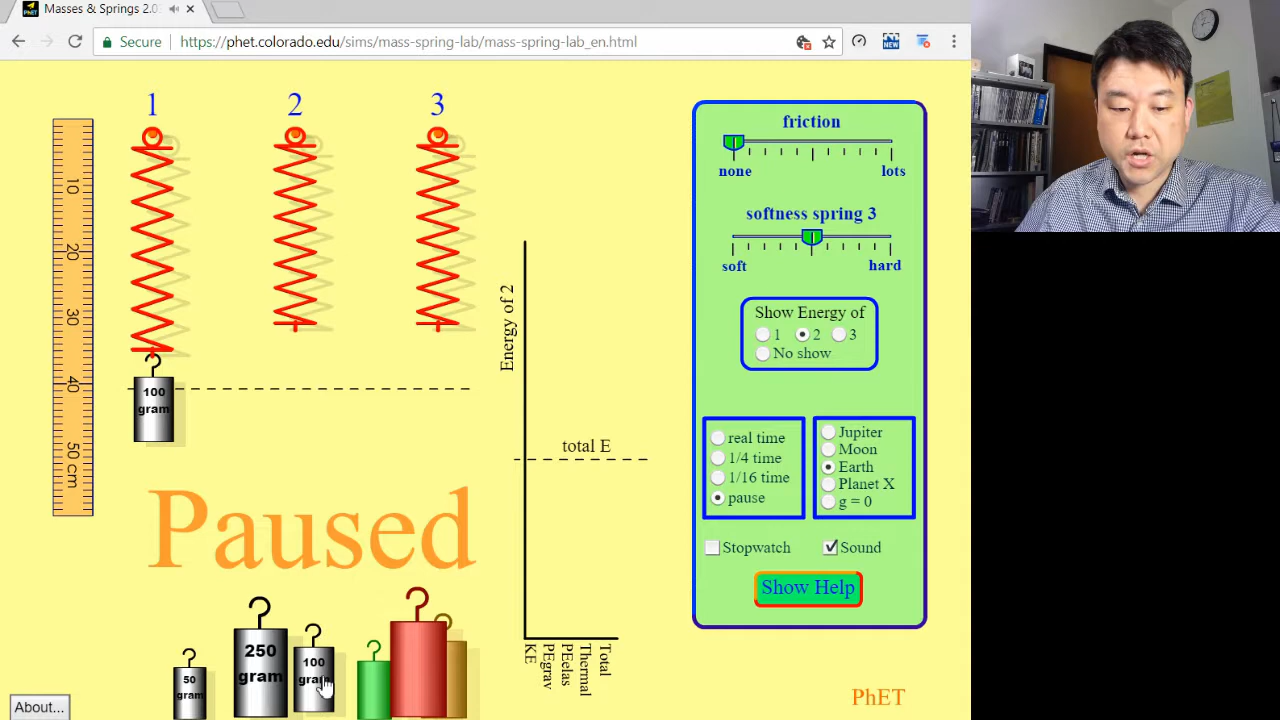 Masses & Springs 2.0
Secure
https://phet.colorado.edu/sims/mass-spring-lab/mass-spring-lab_en.html
NEW
1
2
3
10
20
30
40
50 cm
100
gram
Energy of 2
total E
KE
PEgrav
PEelas
Thermal
Total
Paused
50
gram
250
gram
100
gram
About...
friction
none
lots
softness spring 3
soft
hard
Show Energy of
1
2
3
No show
real time
1/4 time
1/16 time
pause
Jupiter
Moon
Earth
Planet X
g = 0
Stopwatch
Sound
Show Help
PhET